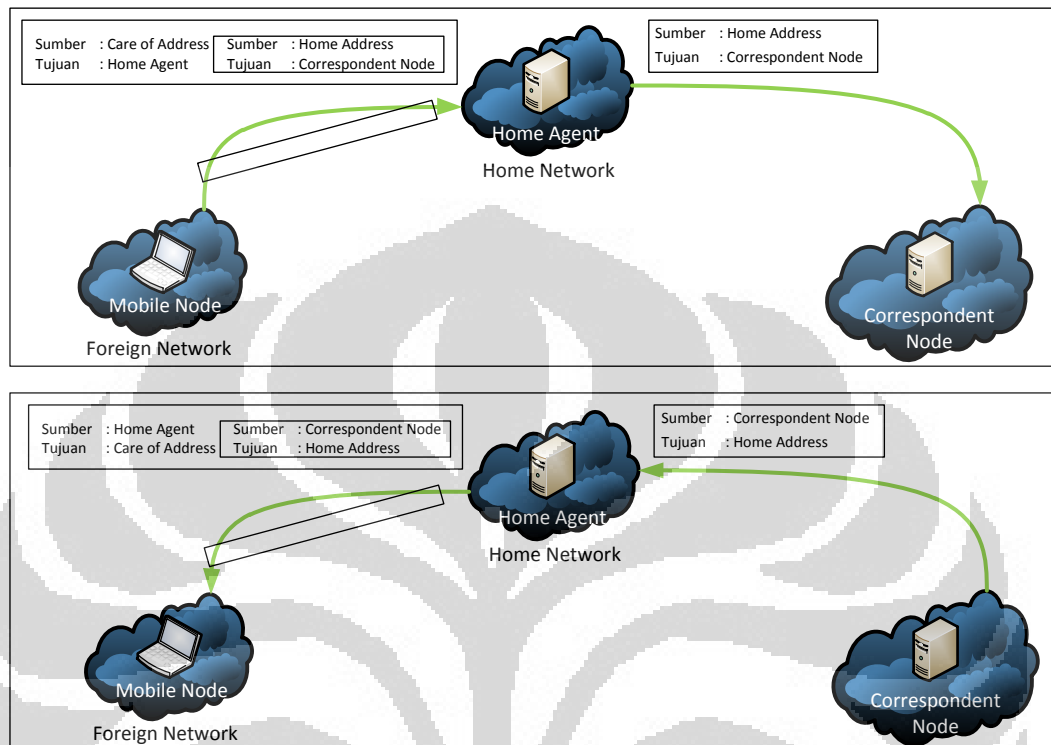 Sumber : Care of Address
Tujuan : Home Agent
Sumber : Home Address
Tujuan : Correspondent Node
Sumber : Home Address
Tujuan : Correspondent Node
Home Agent
Home Network
Mobile Node
Foreign Network
Correspondent
Node
Sumber : Home Agent
Tujuan : Care of Address
Sumber : Correspondent Node
Tujuan : Home Address
Sumber : Correspondent Node
Tujuan : Home Address
Home Agent
Home Network
Mobile Node
Foreign Network
Correspondent
Node